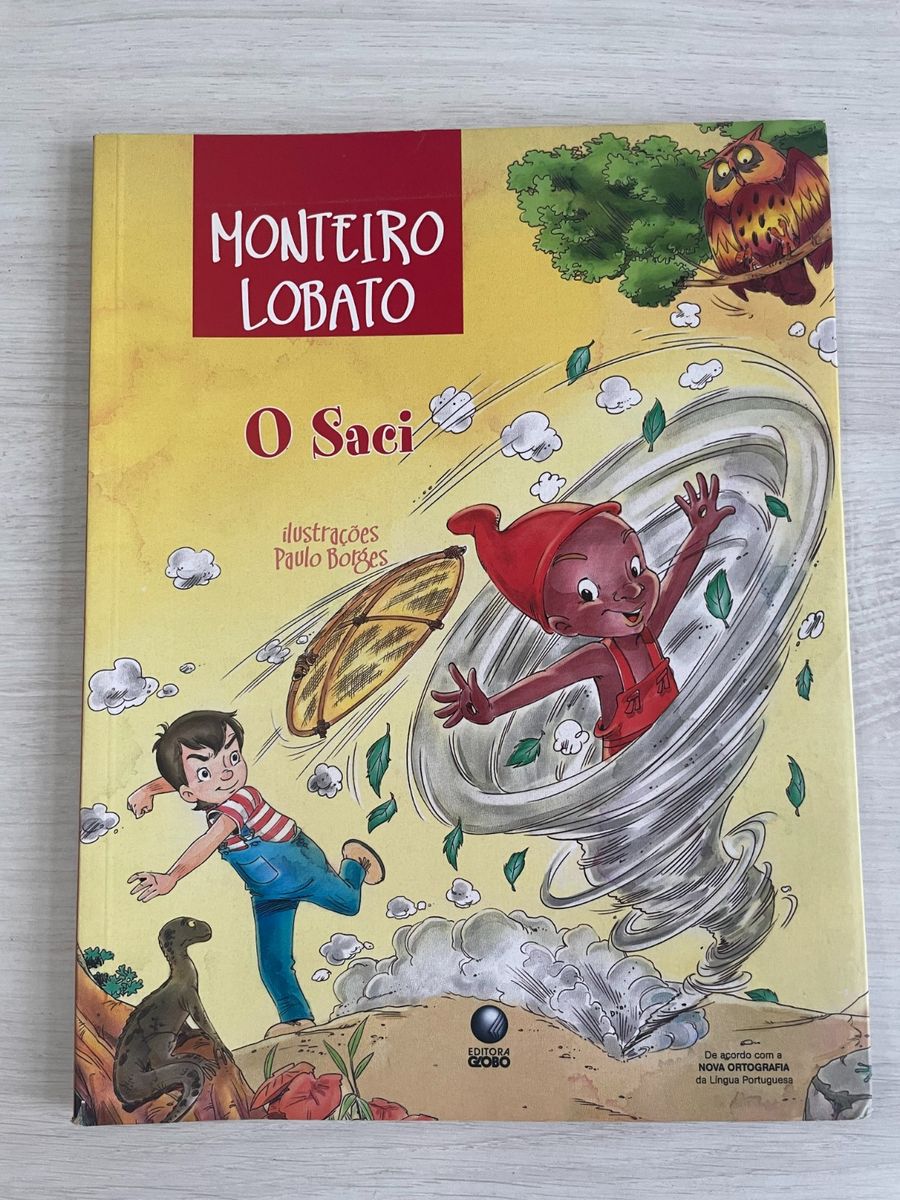 MONTEIRO
LOBATO
O Saci
ilustrações
Paulo Borges
EDITORA
GLOBO
De acordo com a
NOVA ORTOGRAFIA
da Língua Portuguesa